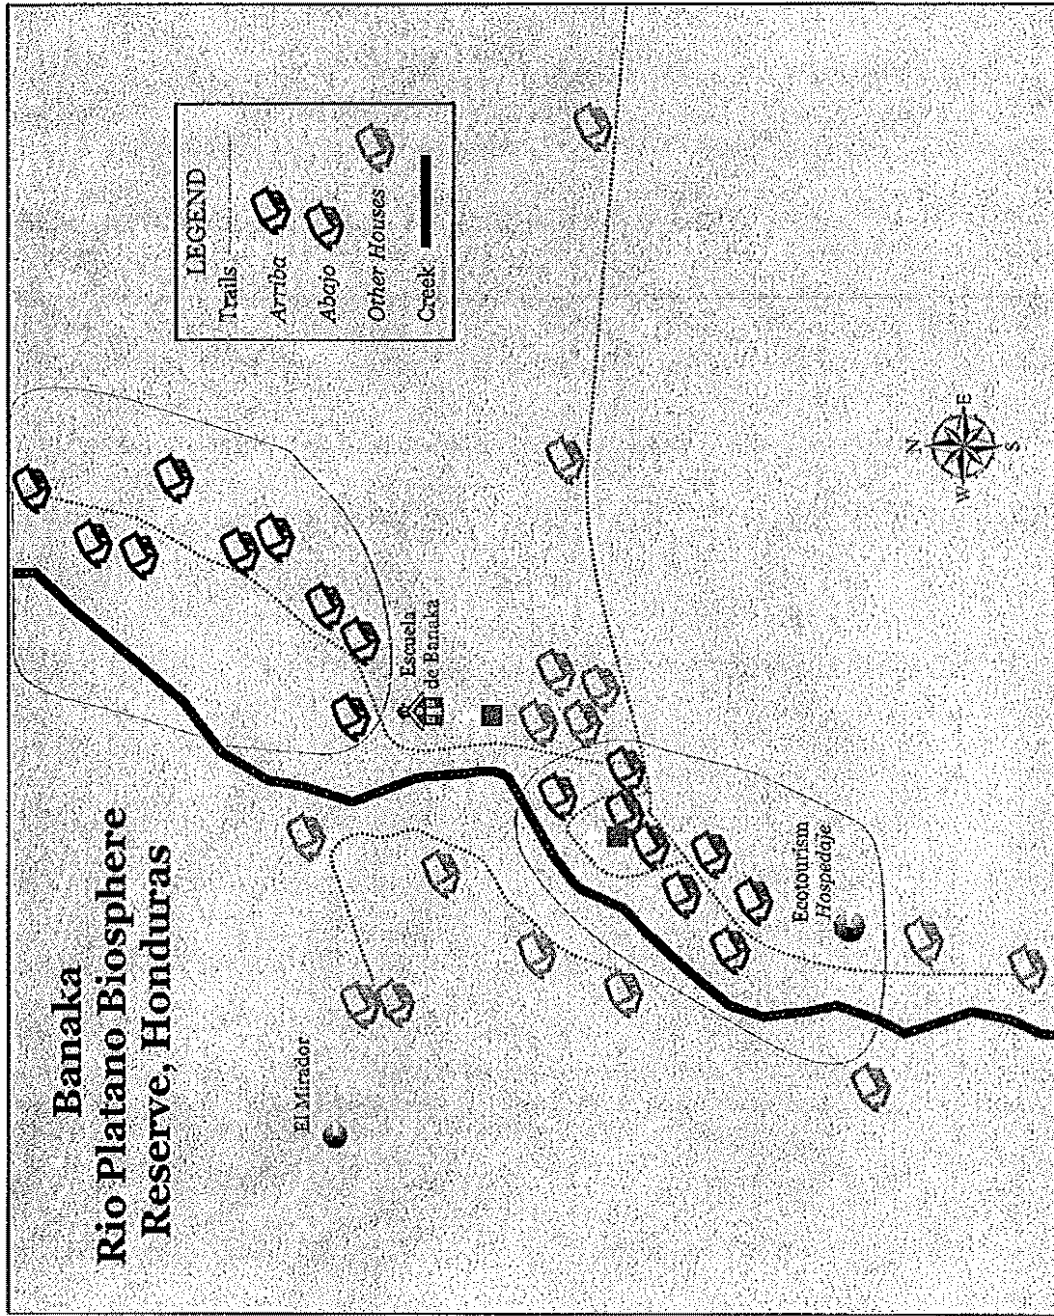 Banaka
Rio Platano Biosphere
Reserve, Honduras
LEGEND
Trails
Arriba
Abajo
Other Houses
Creek
El Mirador
Escuela
de Banaka
Ecotourism
Hospedaje
N
W
E
S